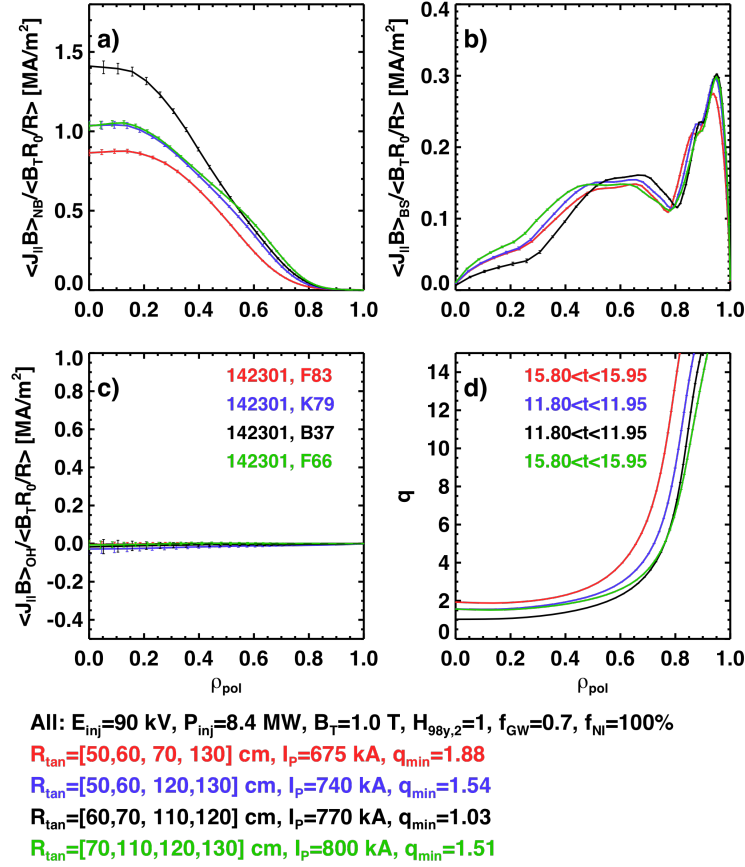 a)
<J||B>NB/<BTR0/R> [MA/m²]
1.5
1.0
0.5
0.0
0.0 0.2 0.4 0.6 0.8 1.0
b)
<J||B>BS/<BTR0/R> [MA/m²]
0.4
0.3
0.2
0.1
0.0
0.0 0.2 0.4 0.6 0.8 1.0
c)
<J||B>OH/<BTR0/R> [MA/m²]
1.0
0.8
0.6
0.4
0.2
0.0
-0.2
-0.4
142301, F83
142301, K79
142301, B37
142301, F66
0.0 0.2 0.4 0.6 0.8 1.0
ρpol
d)
q
14
12
10
8
6
4
2
0
15.80<t<15.95
11.80<t<11.95
11.80<t<11.95
15.80<t<15.95
0.0 0.2 0.4 0.6 0.8 1.0
ρpol
All: Einj=90 kV, Pinj=8.4 MW, BT=1.0 T, H98y,2=1, fGW=0.7, fNI=100%
Rtan=[50,60, 70, 130] cm, IP=675 kA, qmin=1.88
Rtan=[50,60, 120,130] cm, IP=740 kA, qmin=1.54
Rtan=[60,70, 110,120] cm, IP=770 kA, qmin=1.03
Rtan=[70,110,120,130] cm, IP=800 kA, qmin=1.51